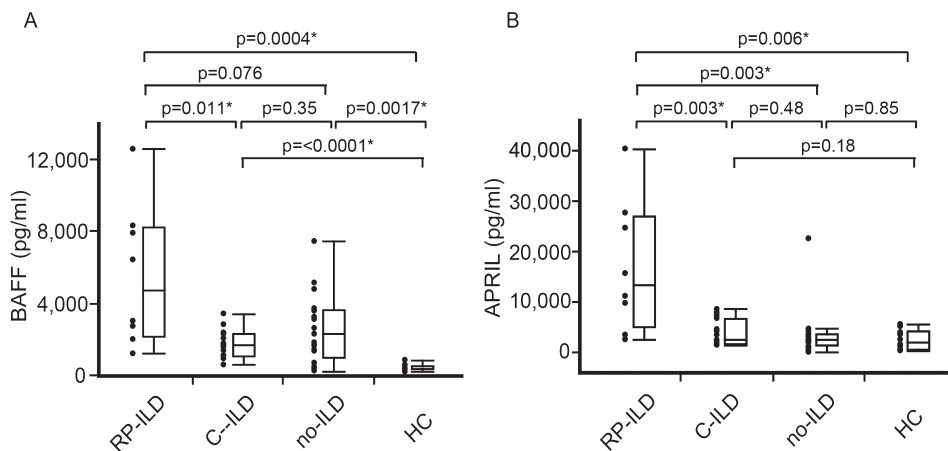 A
p=0.0004*
p=0.076
p=0.011* p=0.35 p=0.0017*
p=<0.0001*
BAFF (pg/ml)
12,000
8,000
4,000
0
RP-ILD C--ILD no-ILD HC
B
p=0.006*
p=0.003*
p=0.003* p=0.48 p=0.85
p=0.18
APRIL (pg/ml)
40,000
30,000
20,000
10,000
0
RP-ILD C-ILD no-ILD HC